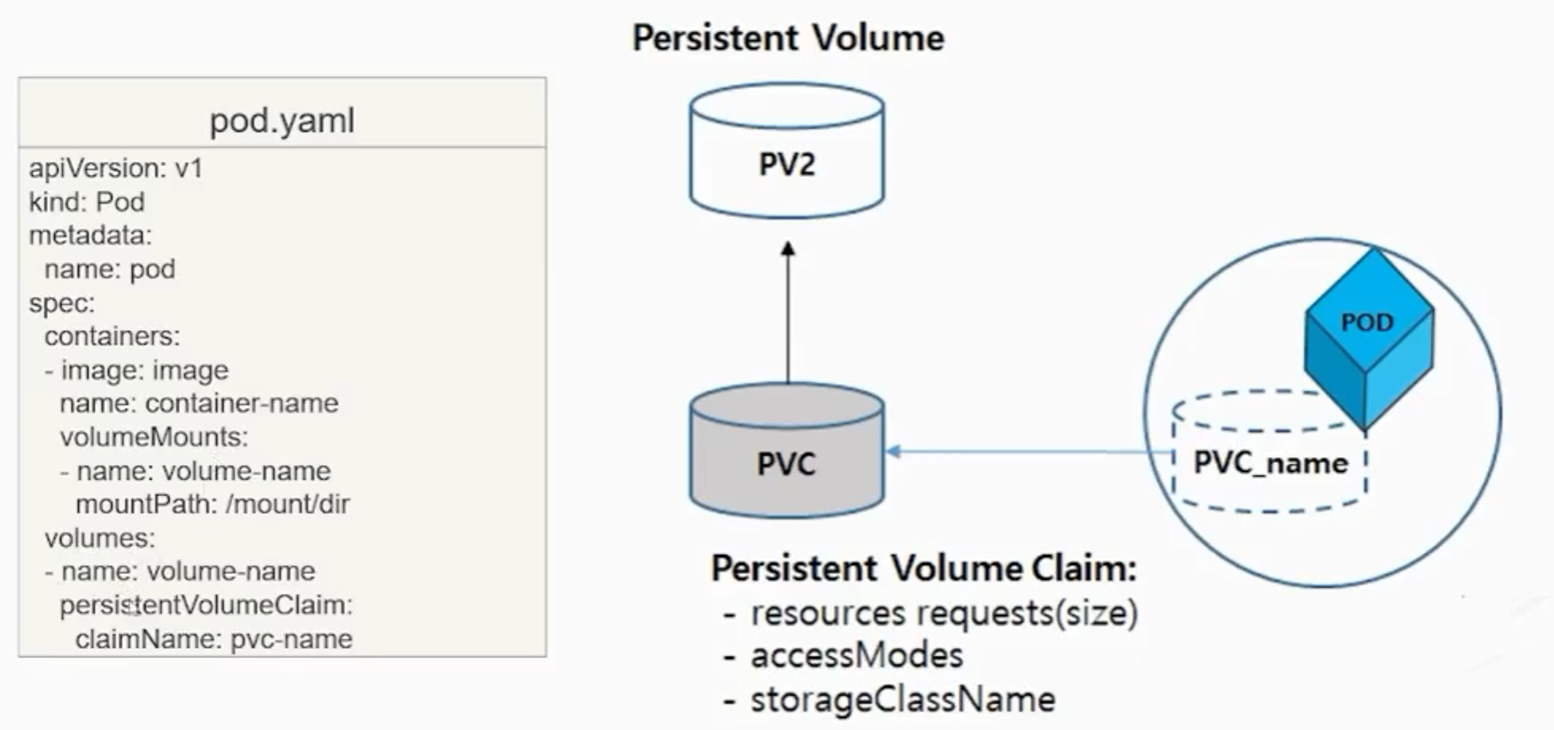 Persistent Volume
pod.yaml
apiVersion: v1
kind: Pod
metadata:
  name: pod
spec:
  containers:
  - image: image
    name: container-name
    volumeMounts:
    - name: volume-name
      mountPath: /mount/dir
  volumes:
  - name: volume-name
    persistentVolumeClaim:
      claimName: pvc-name
PV2
PVC
POD
PVC_name
Persistent Volume Claim:
- resources requests(size)
- accessModes
- storageClassName